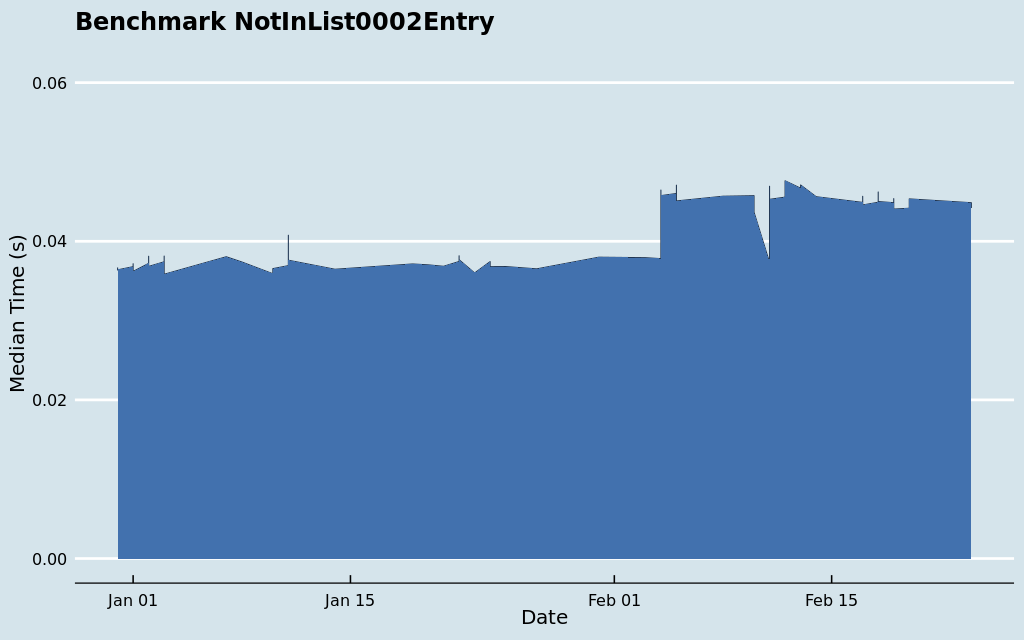 Benchmark NotInList0002Entry
0.06
0.04
0.02
0.00
Median Time (s)
Jan 01
Jan 15
Feb 01
Feb 15
Date